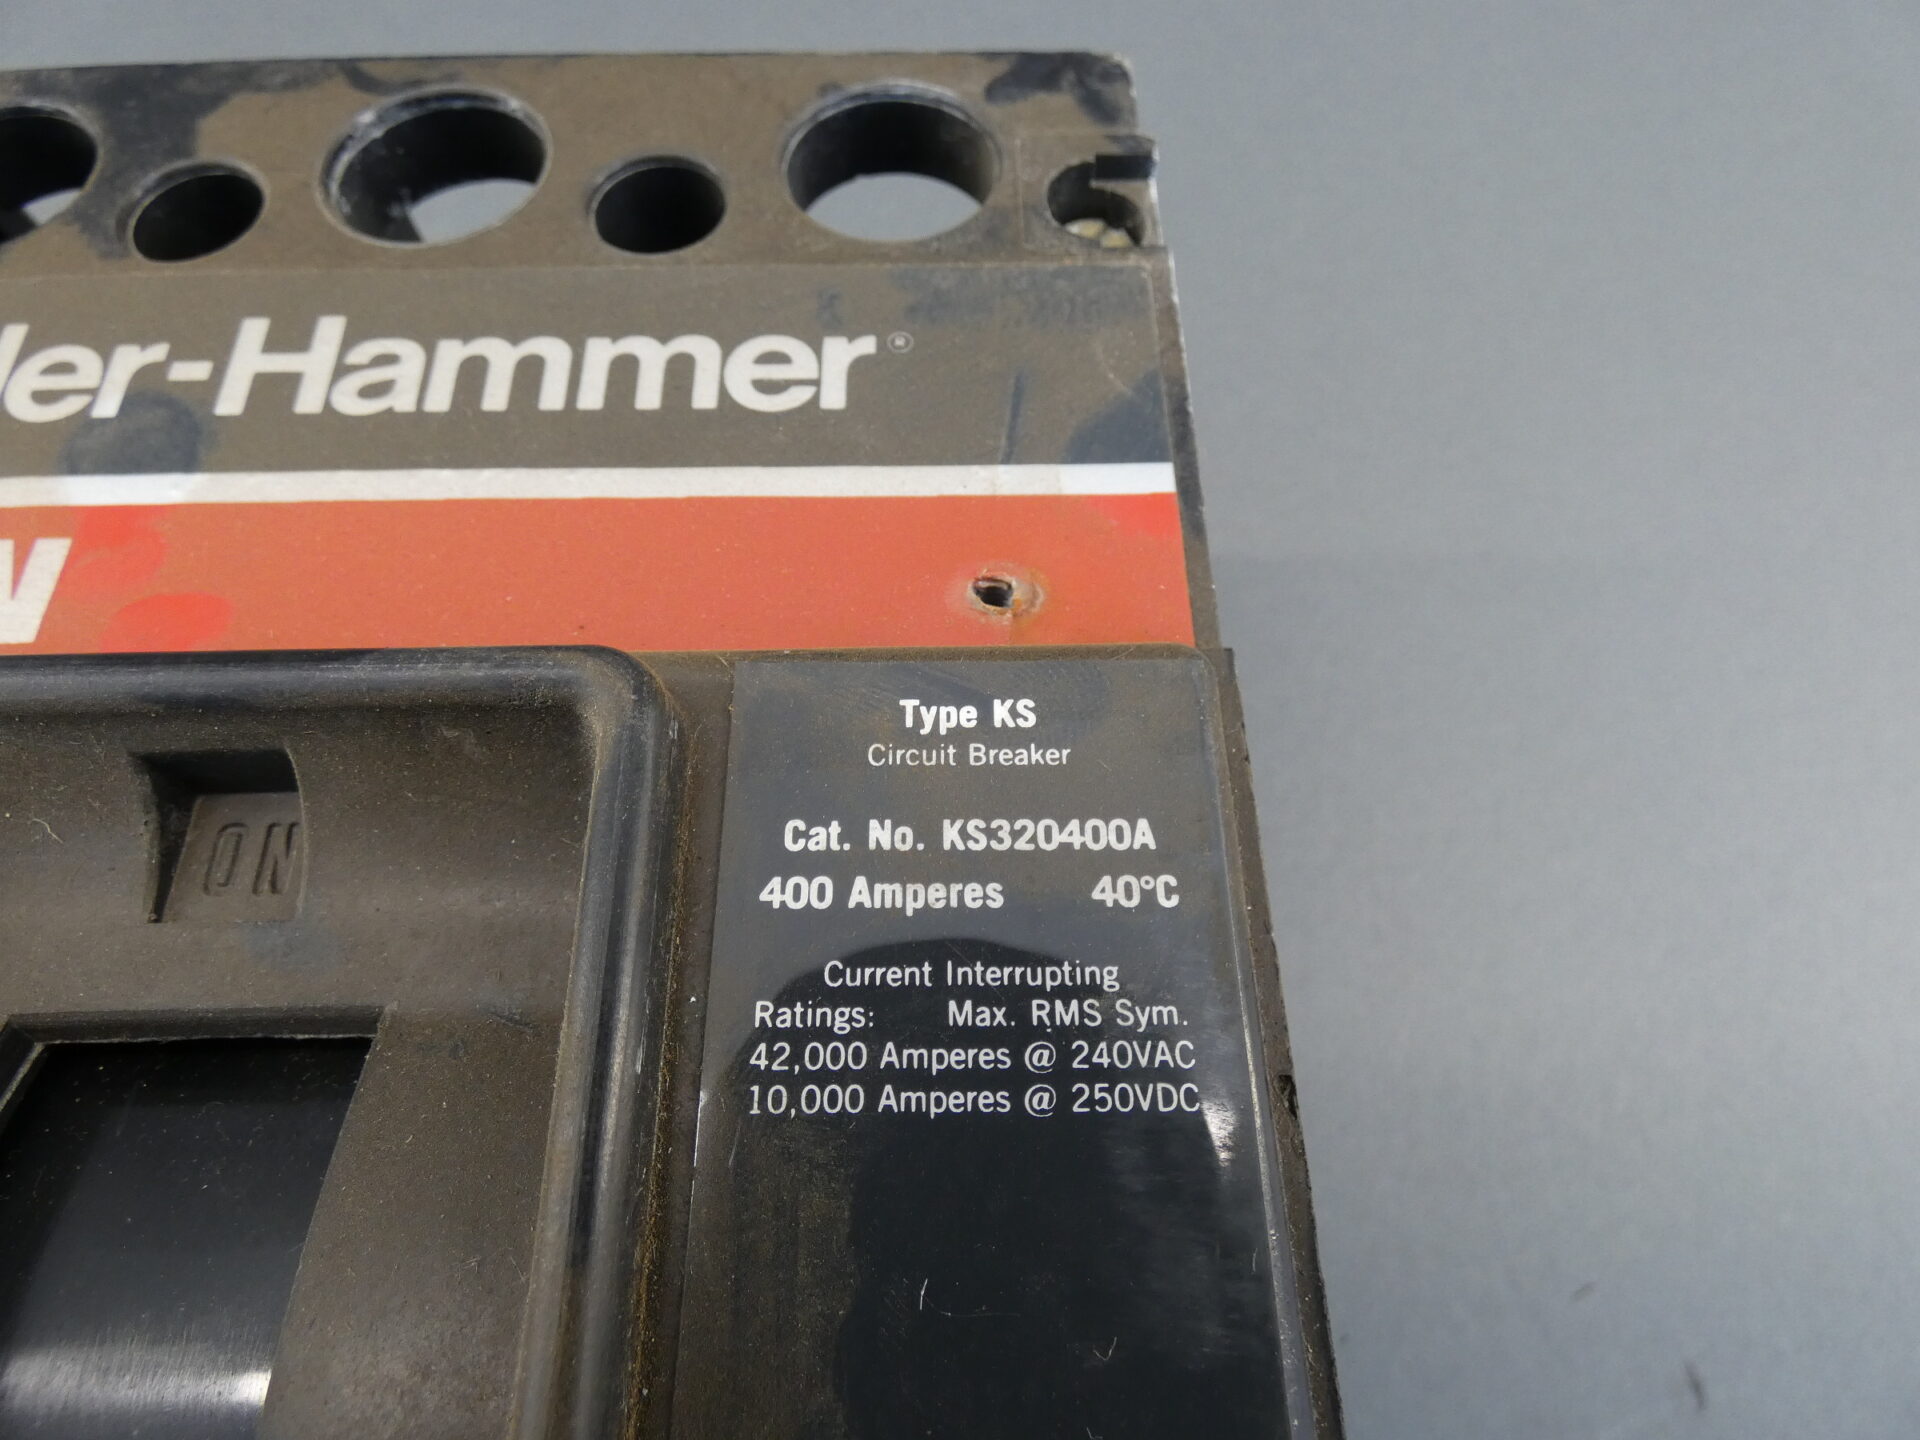 ler-Hammer®
N
ON
Type KS
Circuit Breaker
Cat. No. KS320400A
400 Amperes 40°C
Current Interrupting
Ratings: Max. RMS Sym.
42,000 Amperes @ 240VAC
10,000 Amperes @ 250VDC